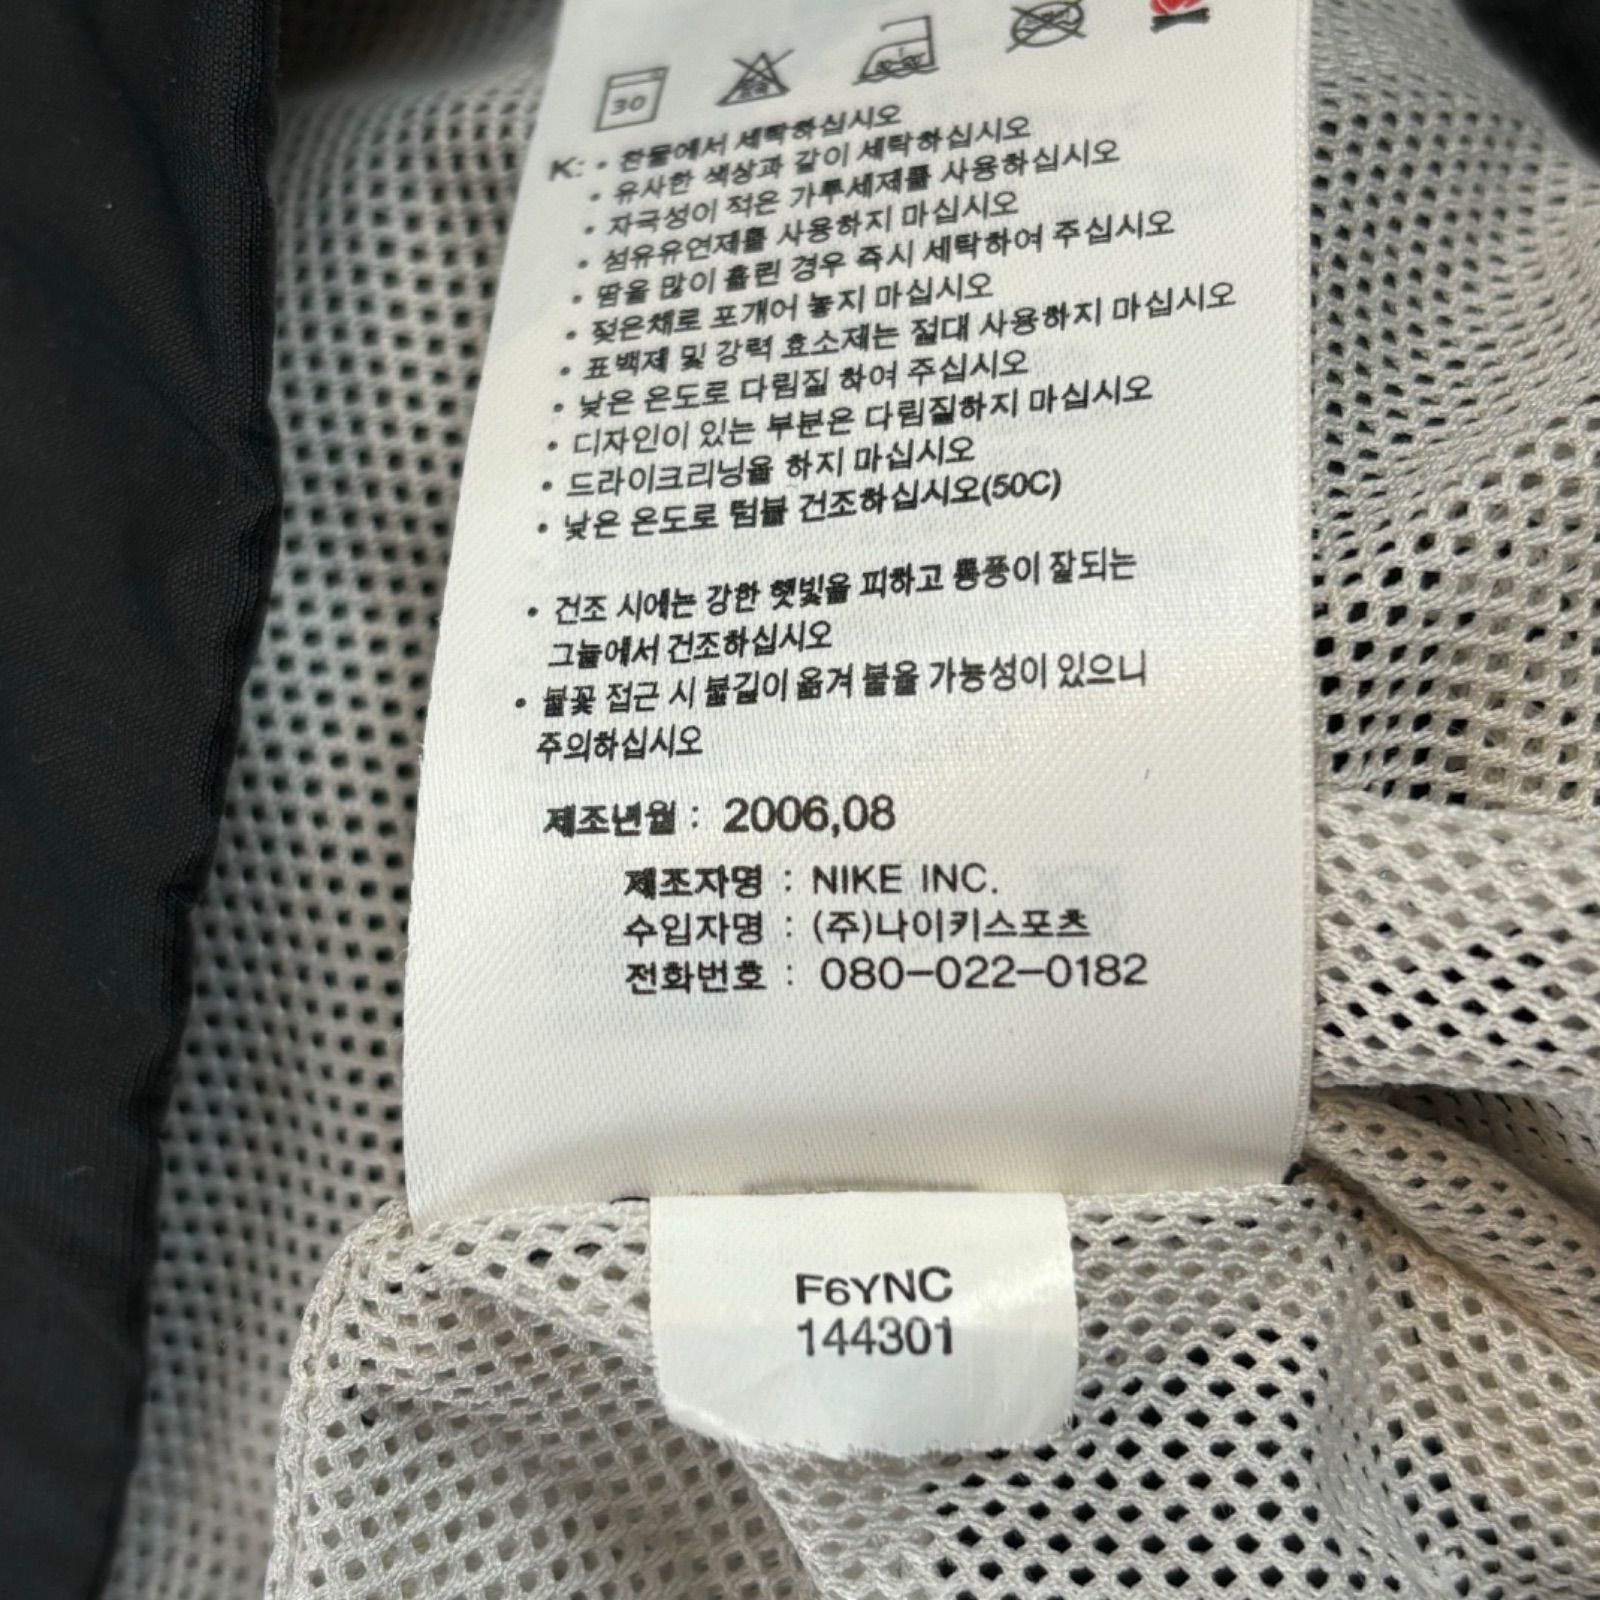 30
K: • 찬물에서 세탁하십시오
• 유사한 색상과 같이 세탁하십시오
• 자극성이 적은 가루세제를 사용하십시오
• 섬유유연제를 사용하지 마십시오
• 땀을 많이 흘린 경우 즉시 세탁하여 주십시오
• 젖은채로 포개어 놓지 마십시오
• 표백제 및 강력 효소제는 절대 사용하지 마십시오
• 낮은 온도로 다림질 하여 주십시오
• 디자인이 있는 부분은 다림질하지 마십시오
• 드라이크리닝을 하지 마십시오
• 낮은 온도로 텀블 건조하십시오(50C)
• 건조 시에는 강한 햇빛을 피하고 통풍이 잘되는
그늘에서 건조하십시오
• 불꽃 접근 시 불길이 옮겨 붙을 가능성이 있으니
주의하십시오
제조년월 : 2006,08
제조자명 : NIKE INC.
수입자명 : (주)나이키스포츠
전화번호 : 080-022-0182
F6YNC
144301